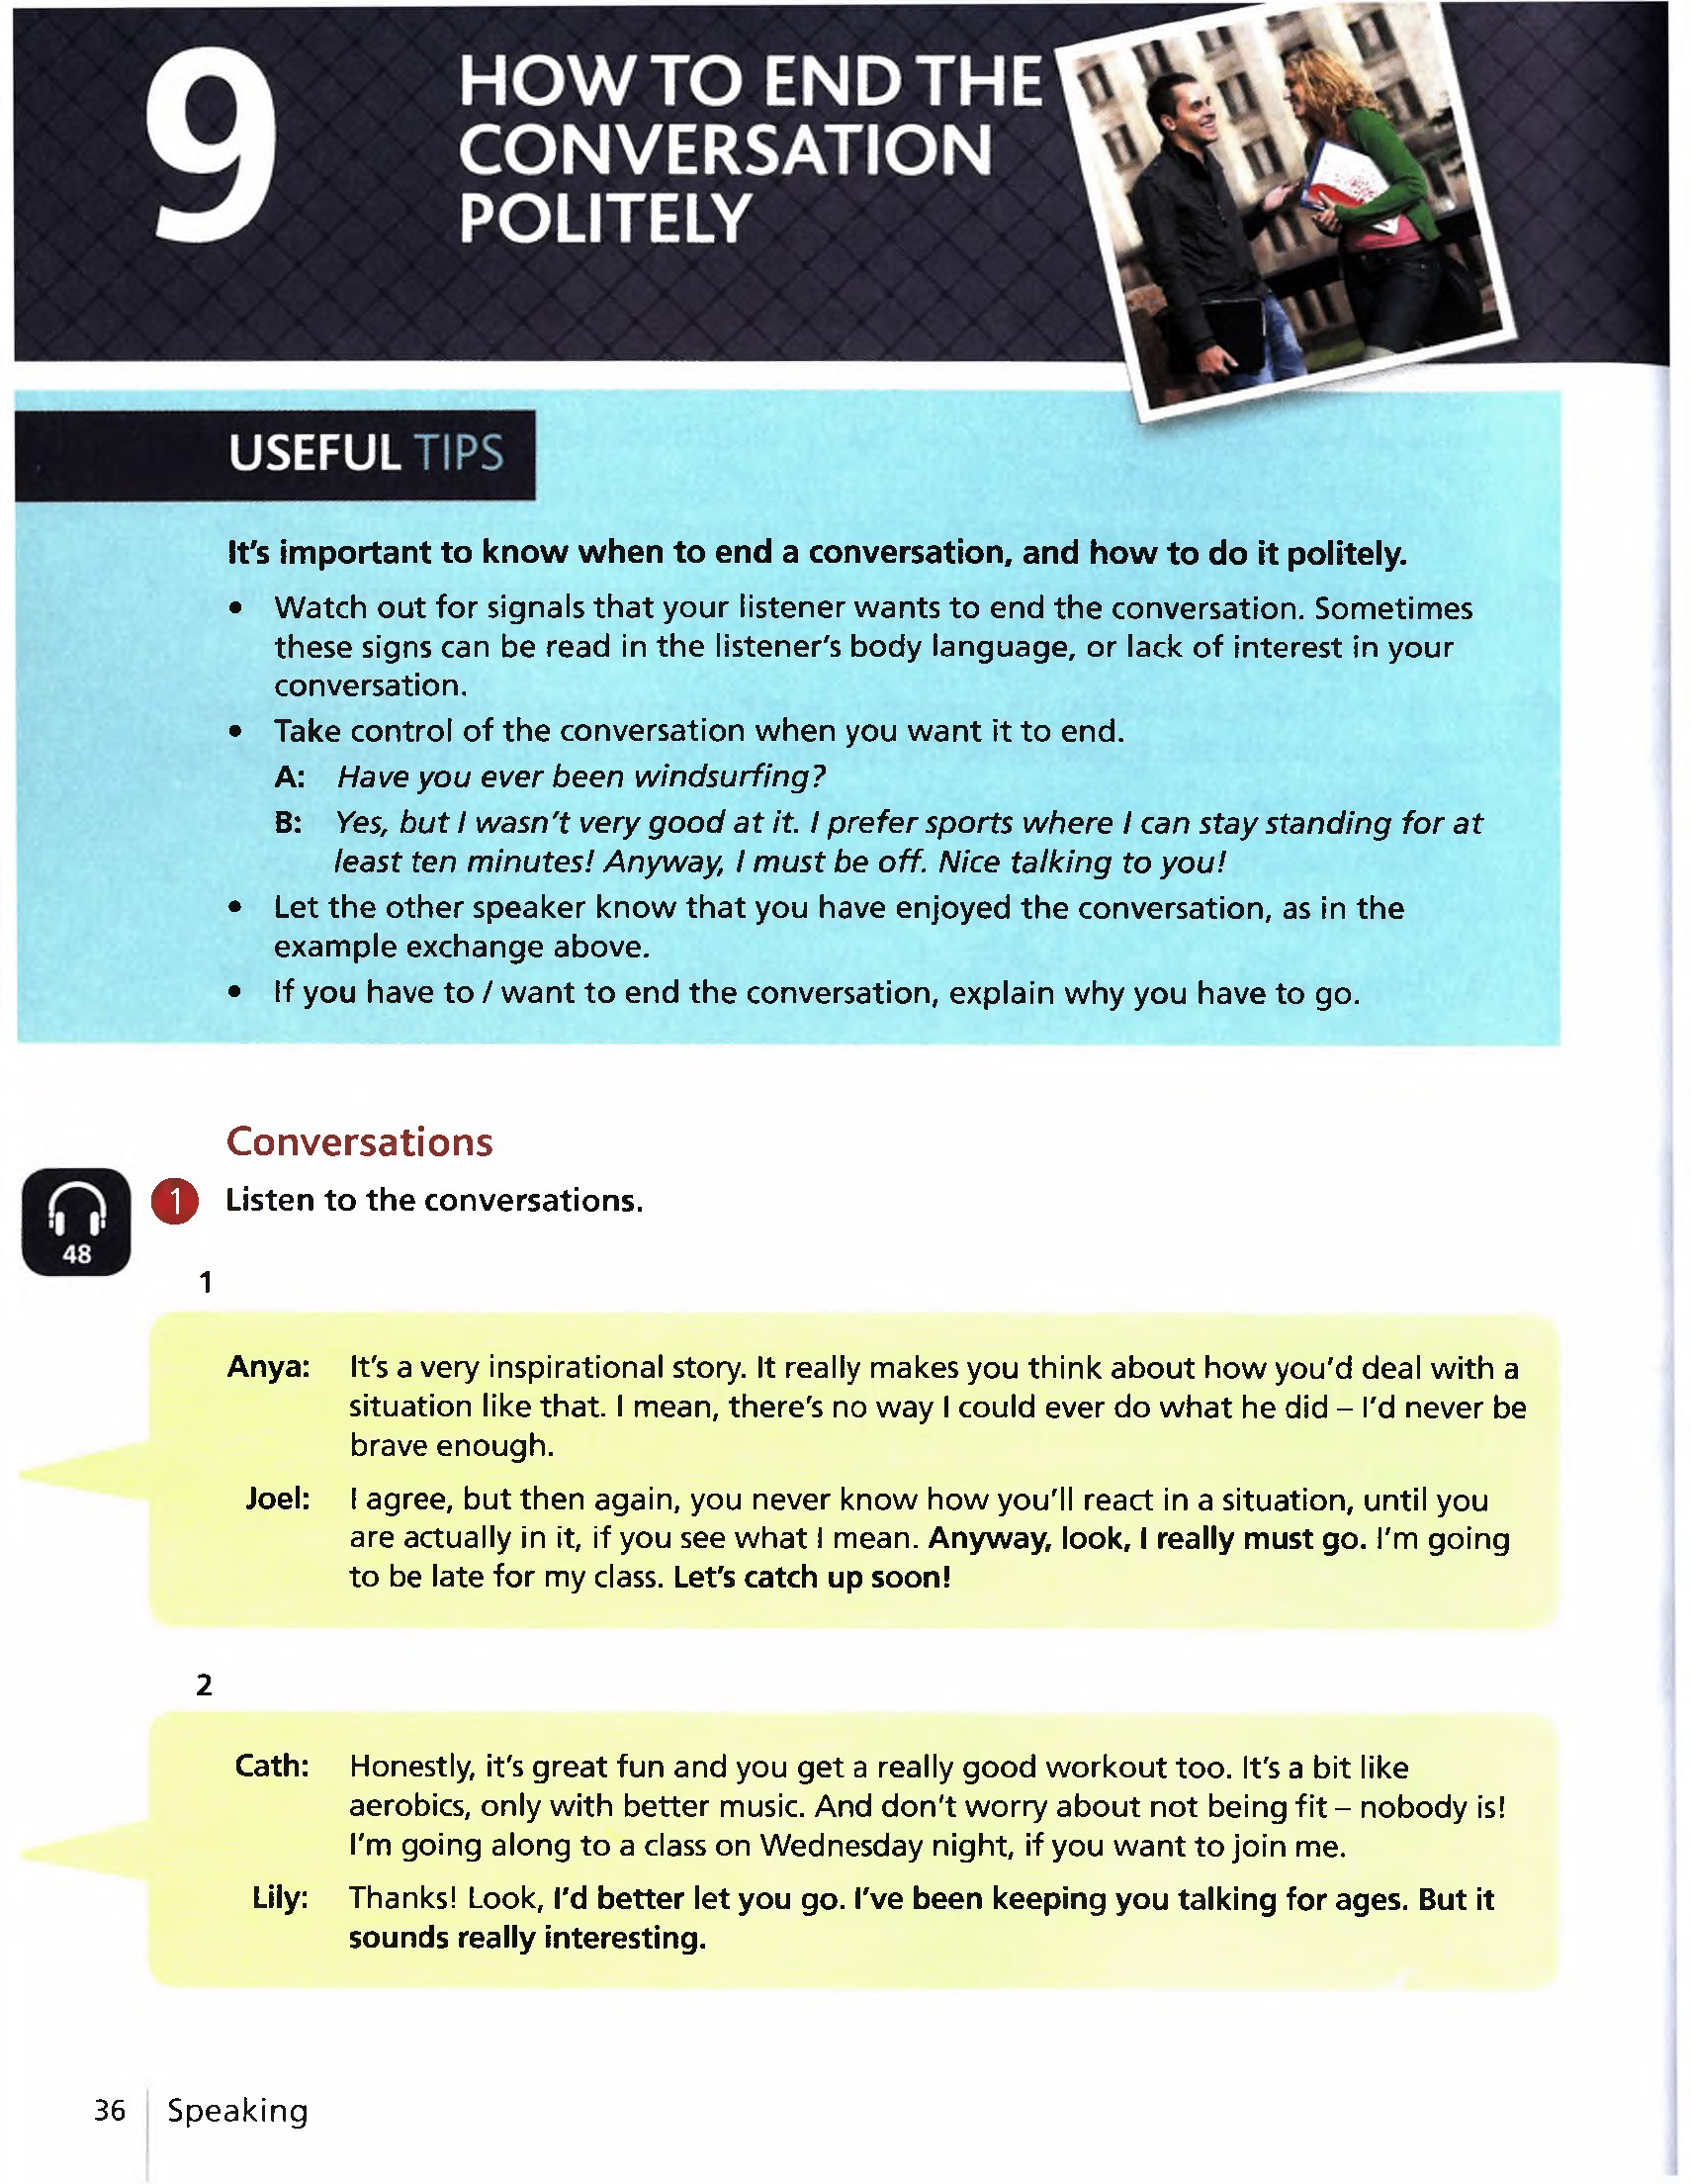 9
HOW TO END THE
CONVERSATION
POLITELY
USEFUL TIPS
It's important to know when to end a conversation, and how to do it politely.
• Watch out for signals that your listener wants to end the conversation. Sometimes
these signs can be read in the listener's body language, or lack of interest in your
conversation.
• Take control of the conversation when you want it to end.
A: Have you ever been windsurfing?
B: Yes, but I wasn't very good at it. I prefer sports where I can stay standing for at
least ten minutes! Anyway, I must be off. Nice talking to you!
• Let the other speaker know that you have enjoyed the conversation, as in the
example exchange above.
• If you have to / want to end the conversation, explain why you have to go.
Conversations
48
1 Listen to the conversations.
1
Anya: It's a very inspirational story. It really makes you think about how you'd deal with a
situation like that. I mean, there's no way I could ever do what he did – I'd never be
brave enough.
Joel: I agree, but then again, you never know how you'll react in a situation, until you
are actually in it, if you see what I mean. Anyway, look, I really must go. I'm going
to be late for my class. Let's catch up soon!
2
Cath: Honestly, it's great fun and you get a really good workout too. It's a bit like
aerobics, only with better music. And don't worry about not being fit – nobody is!
I'm going along to a class on Wednesday night, if you want to join me.
Lily: Thanks! Look, I'd better let you go. I've been keeping you talking for ages. But it
sounds really interesting.
36 Speaking